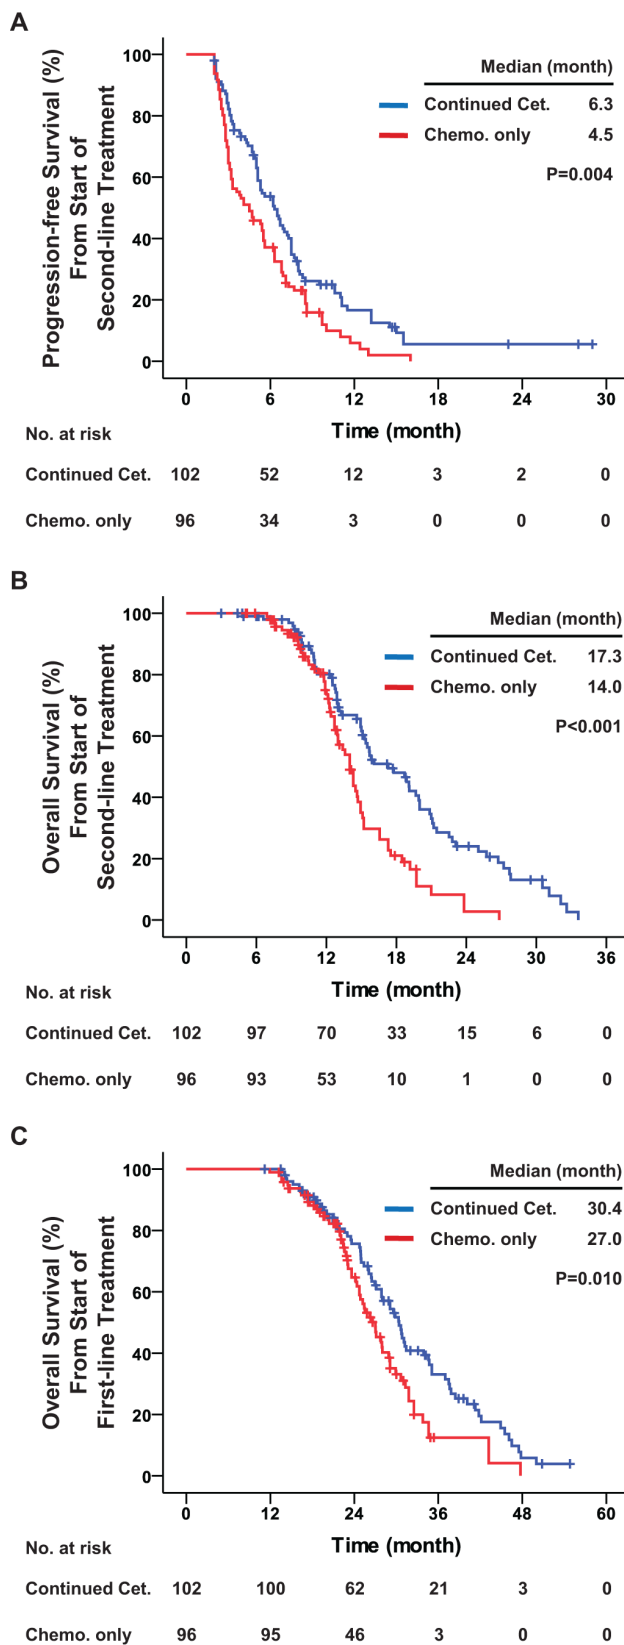 A
Progression-free Survival (%)
From Start of
Second-line Treatment
100
80
60
40
20
0
Median (month)
Continued Cet. 6.3
Chemo. only 4.5
P=0.004
0 6 12 18 24 30
Time (month)
No. at risk
Continued Cet. 102 52 12 3 2 0
Chemo. only 96 34 3 0 0 0
B
Overall Survival (%)
From Start of
Second-line Treatment
100
80
60
40
20
0
Median (month)
Continued Cet. 17.3
Chemo. only 14.0
P<0.001
0 6 12 18 24 30 36
Time (month)
No. at risk
Continued Cet. 102 97 70 33 15 6 0
Chemo. only 96 93 53 10 1 0 0
C
Overall Survival (%)
From Start of
First-line Treatment
100
80
60
40
20
0
Median (month)
Continued Cet. 30.4
Chemo. only 27.0
P=0.010
0 12 24 36 48 60
Time (month)
No. at risk
Continued Cet. 102 100 62 21 3 0
Chemo. only 96 95 46 3 0 0